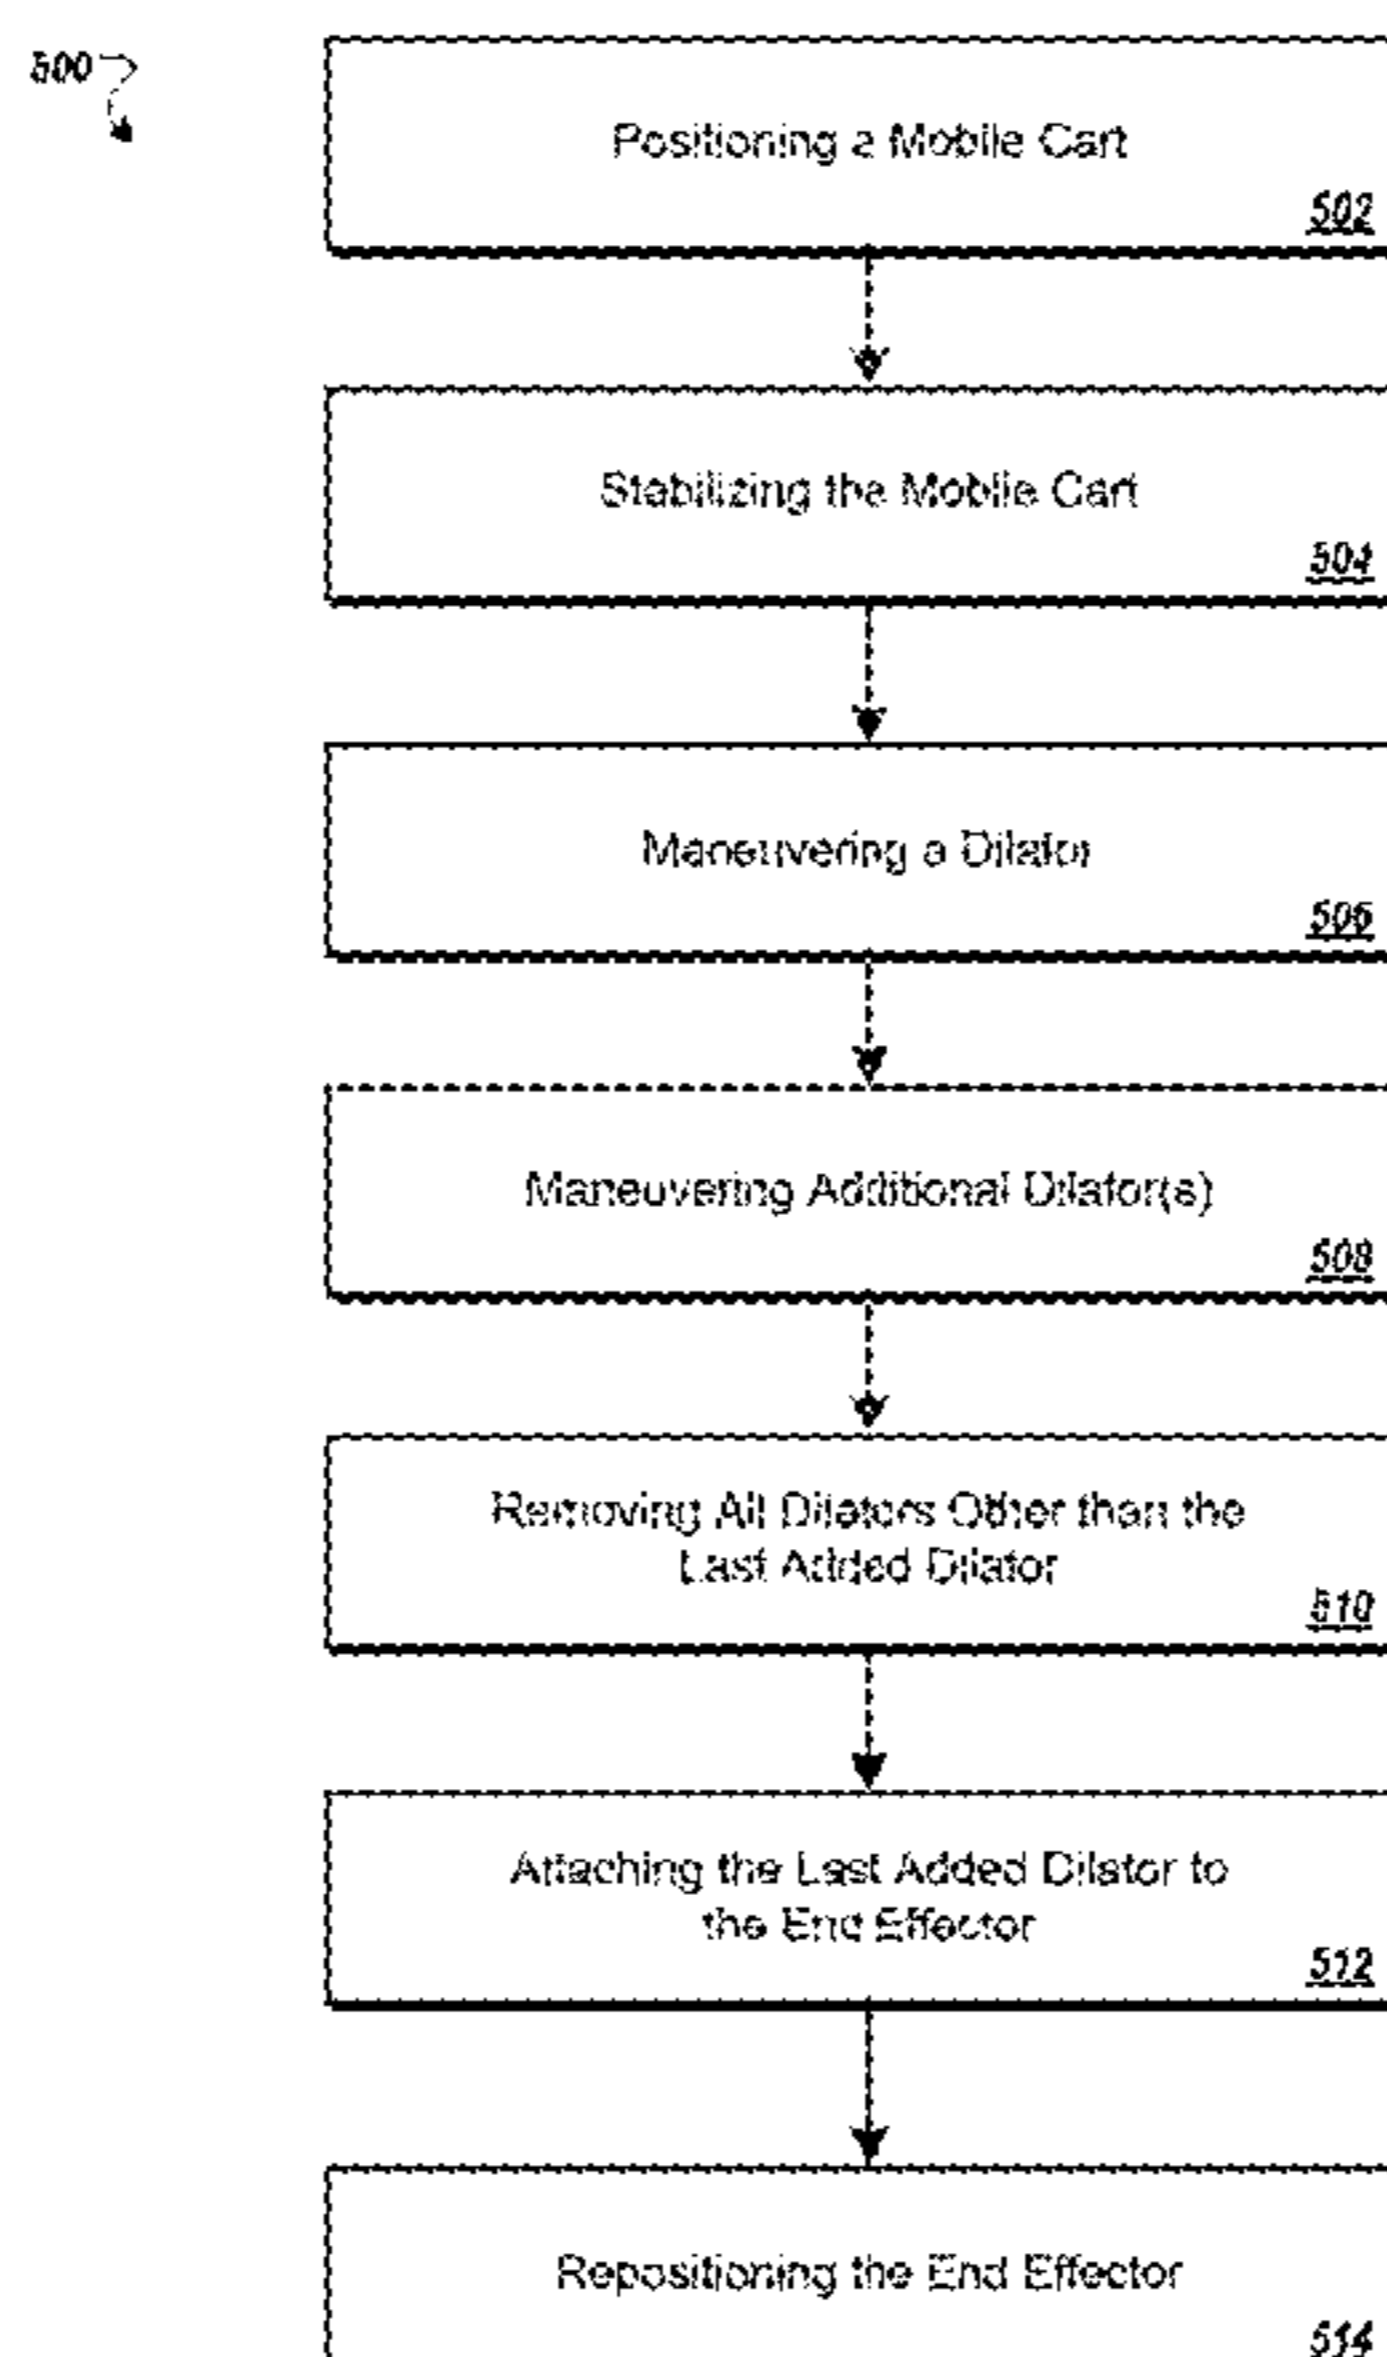 500
Positioning a Mobile Cart
502
Stabilizing the Mobile Cart
504
Maneuvering a Dilator
506
Maneuvering Additional Dilator(s)
508
Removing All Dilators Other than the
Last Added Dilator
510
Attaching the Last Added Dilator to
the End Effector
512
Repositioning the End Effector
514